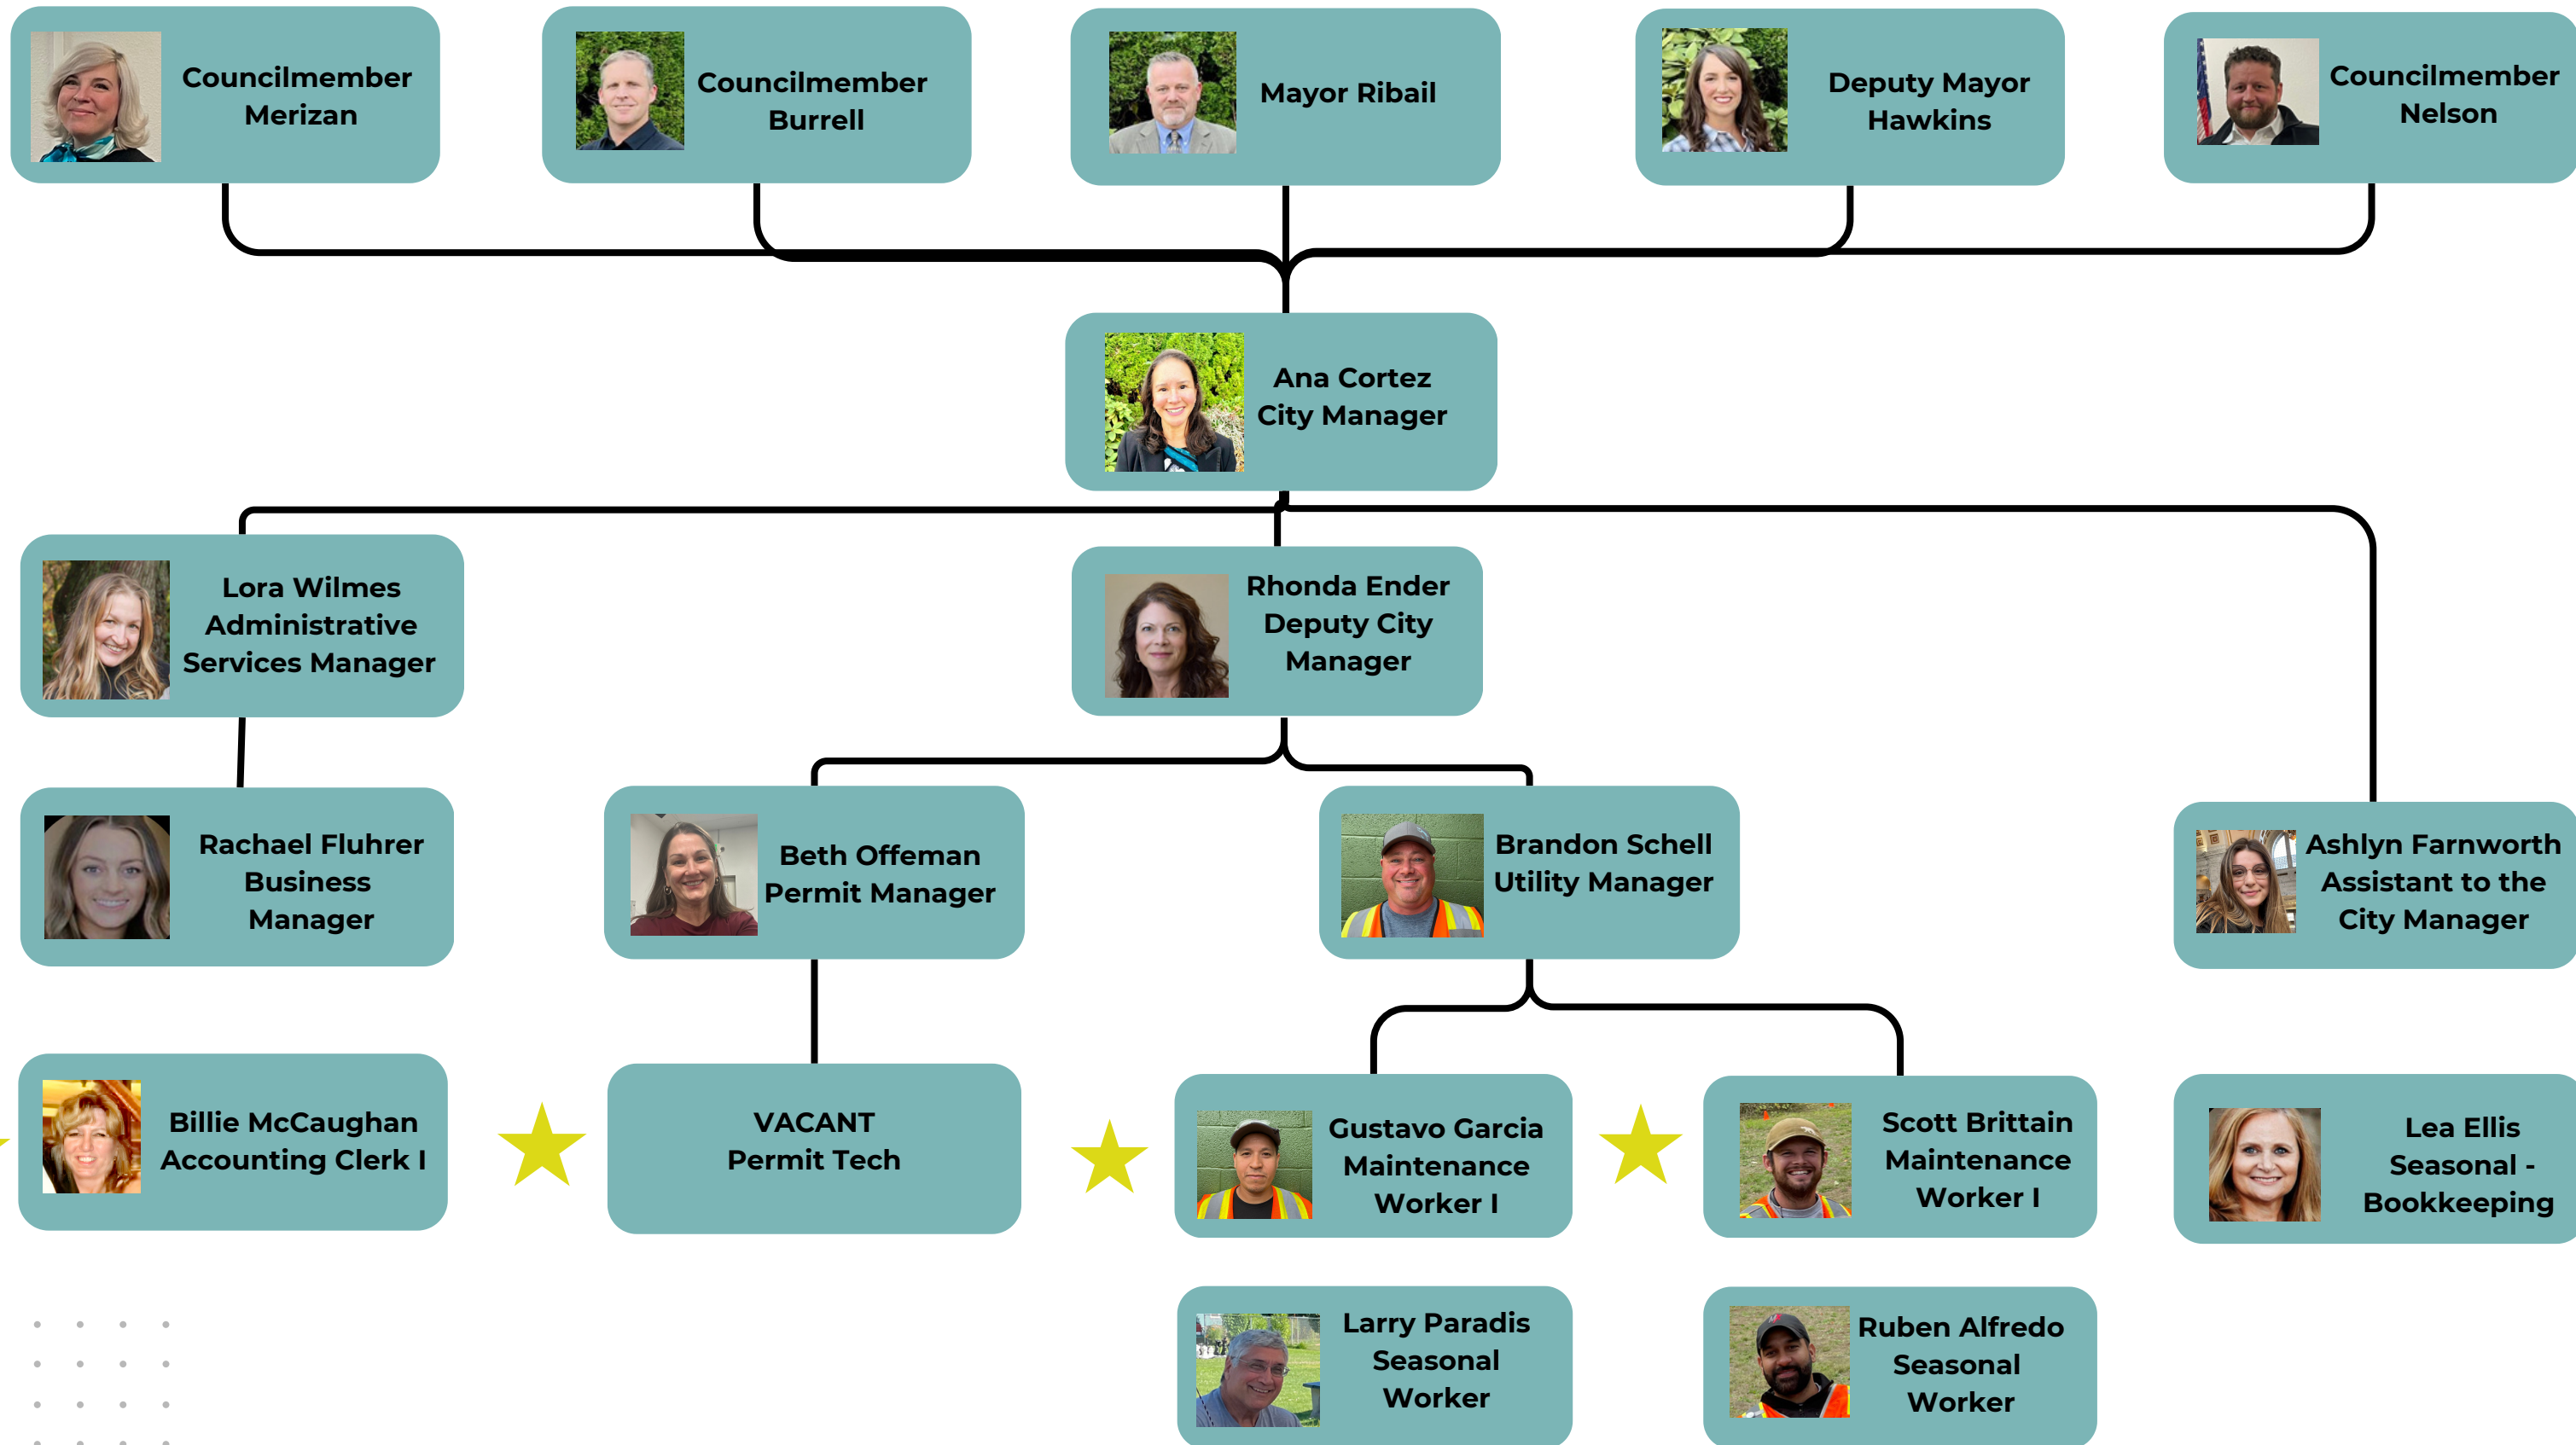 Councilmember
Merizan
Councilmember
Burrell
Mayor Ribail
Deputy Mayor
Hawkins
Councilmember
Nelson
Ana Cortez
City Manager
Lora Wilmes
Administrative
Services Manager
Rhonda Ender
Deputy City
Manager
Rachael Fluhrer
Business
Manager
Beth Offeman
Permit Manager
Brandon Schell
Utility Manager
Ashlyn Farnworth
Assistant to the
City Manager
Billie McCaughan
Accounting Clerk I
VACANT
Permit Tech
Gustavo Garcia
Maintenance
Worker I
Scott Brittain
Maintenance
Worker I
Lea Ellis
Seasonal -
Bookkeeping
Larry Paradis
Seasonal
Worker
Ruben Alfredo
Seasonal
Worker